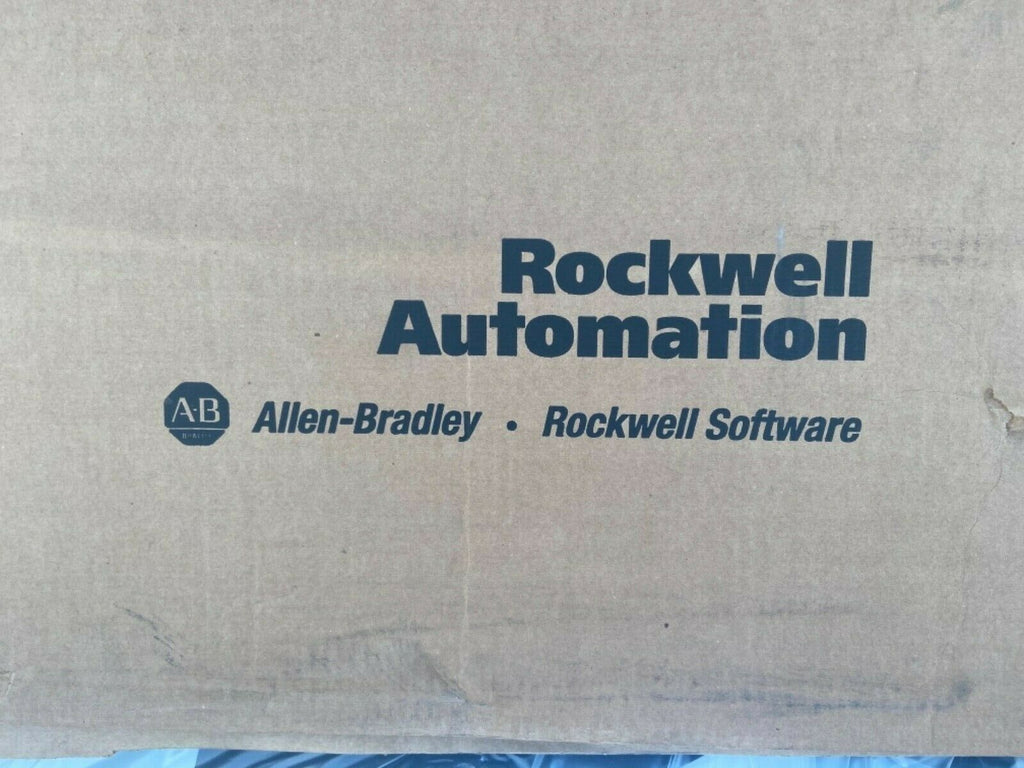 Rockwell
Automation
A·B Allen-Bradley · Rockwell Software